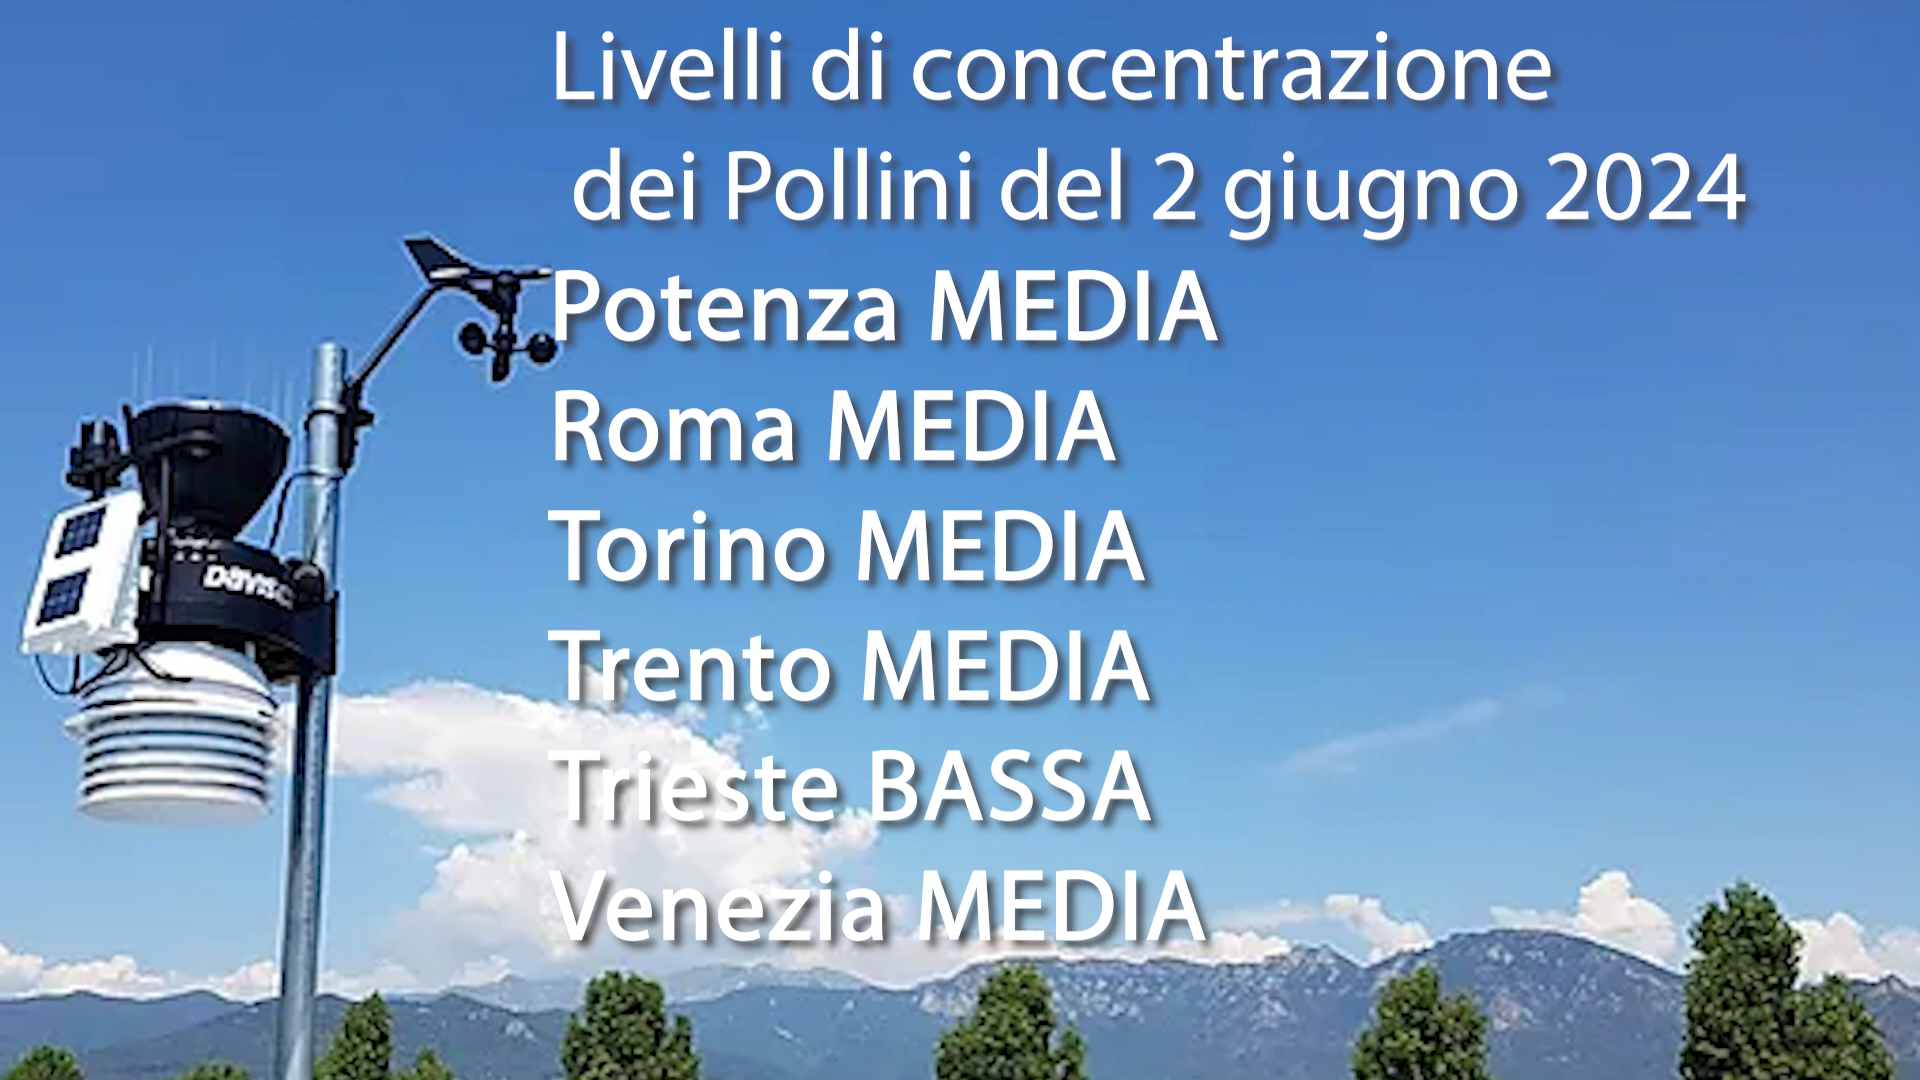 Livelli di concentrazione
dei Pollini del 2 giugno 2024
Potenza MEDIA
Roma MEDIA
Torino MEDIA
Trento MEDIA
Trieste BASSA
Venezia MEDIA